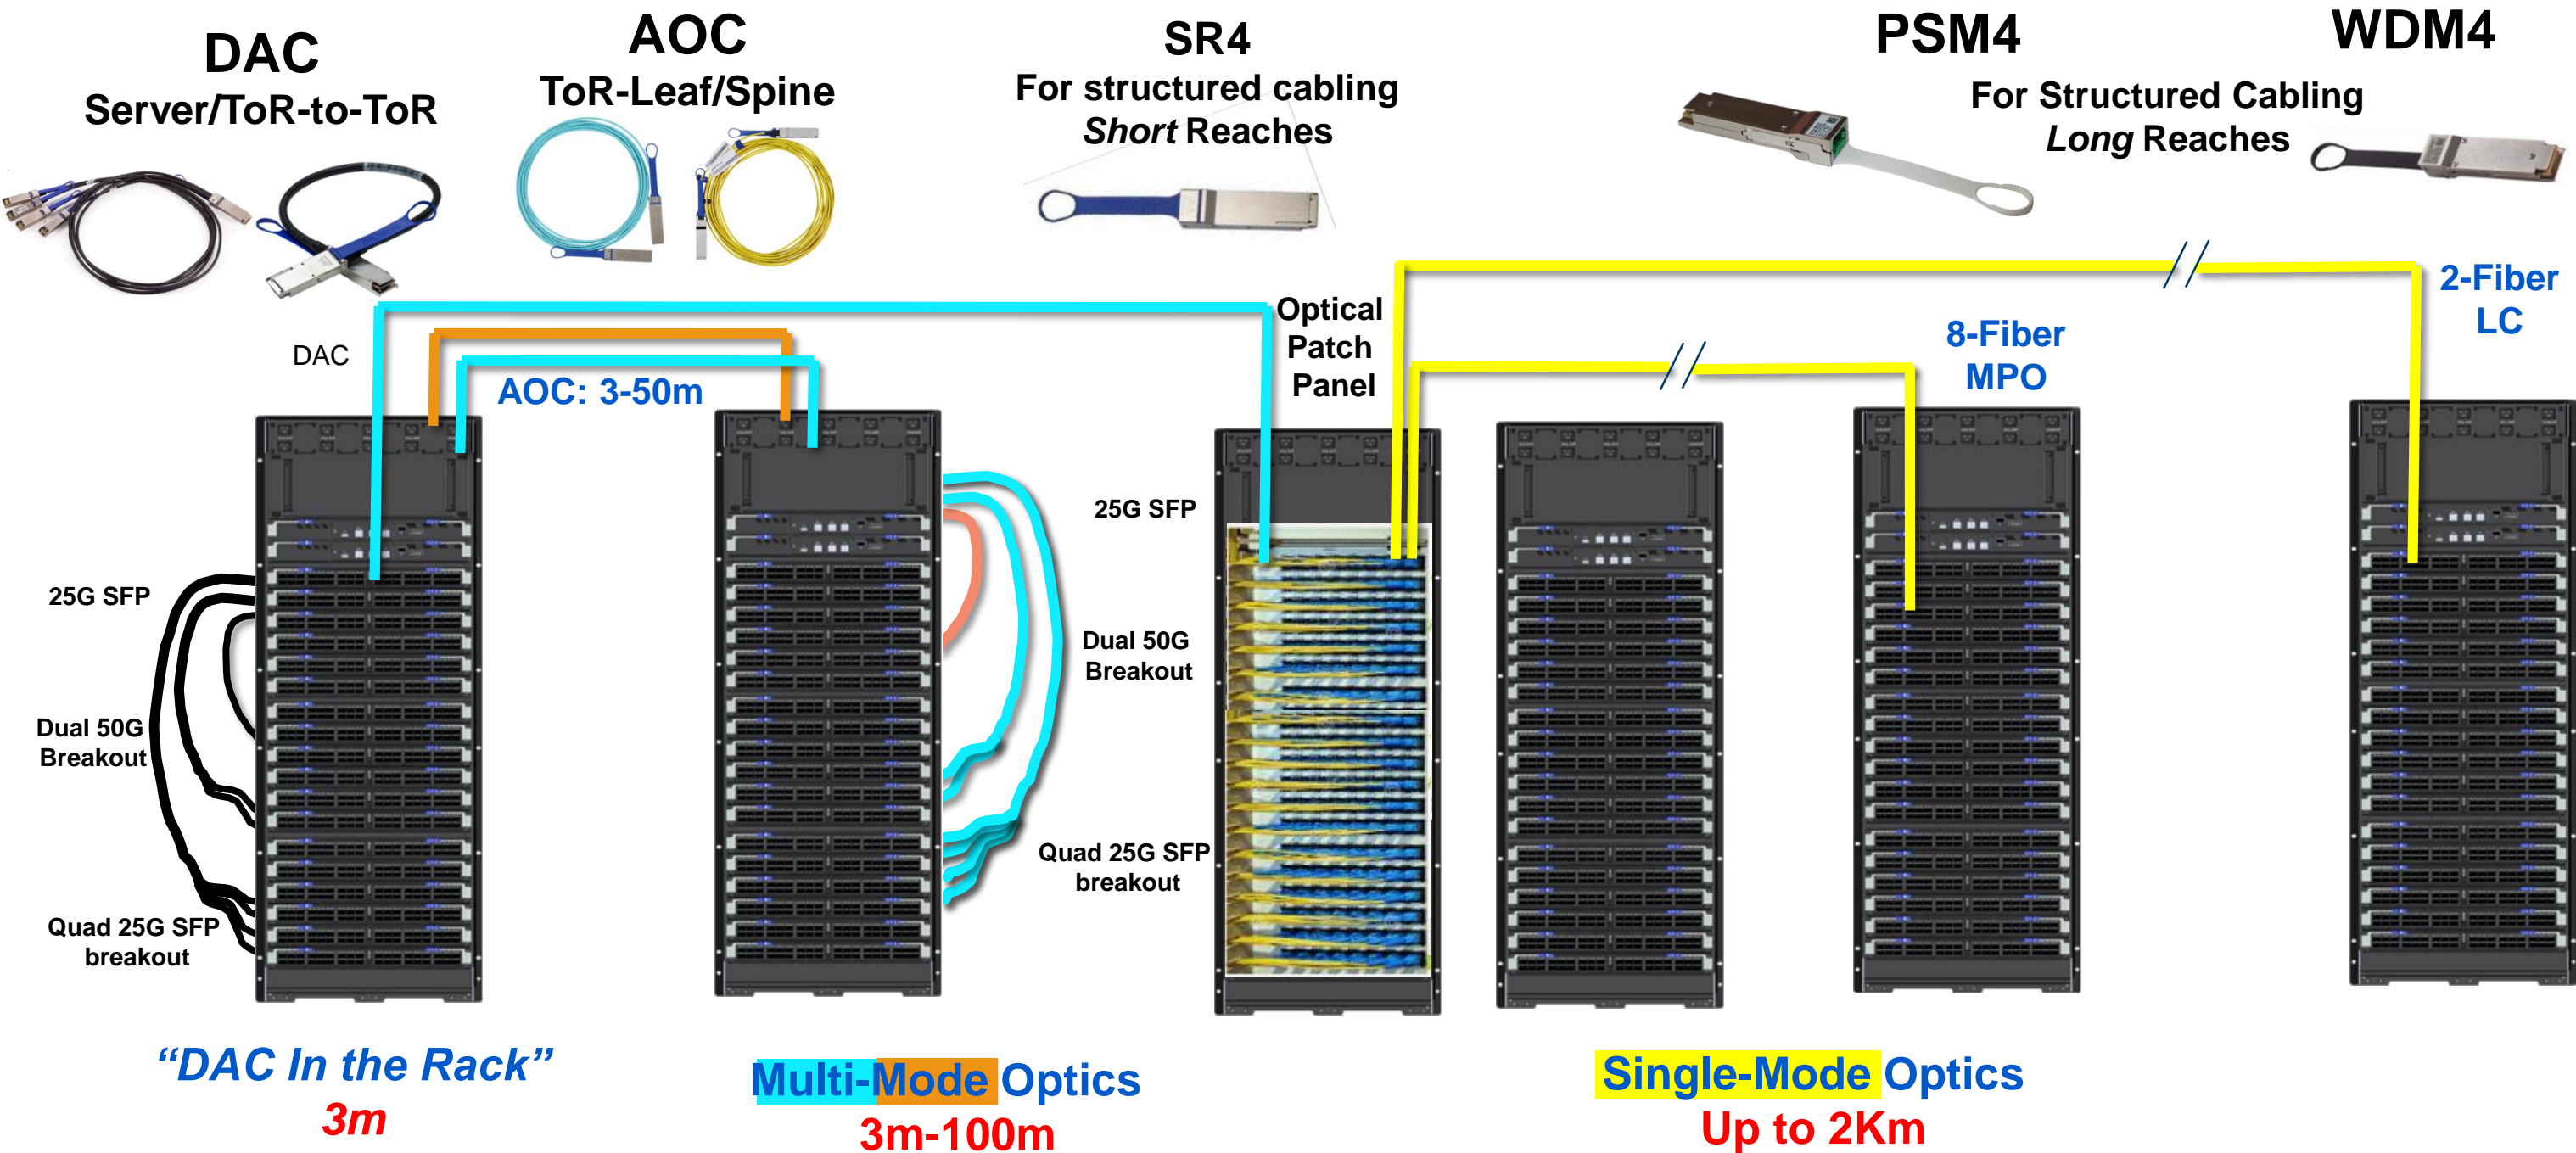 DAC
Server/ToR-to-ToR
AOC
ToR-Leaf/Spine
SR4
For structured cabling
Short Reaches
PSM4
WDM4
For Structured Cabling
Long Reaches
DAC
AOC: 3-50m
Optical
Patch
Panel
8-Fiber
MPO
2-Fiber
LC
25G SFP
Dual 50G
Breakout
Quad 25G SFP
breakout
25G SFP
Dual 50G
Breakout
Quad 25G SFP
breakout
“DAC In the Rack”
3m
Multi-Mode Optics
3m-100m
Single-Mode Optics
Up to 2Km